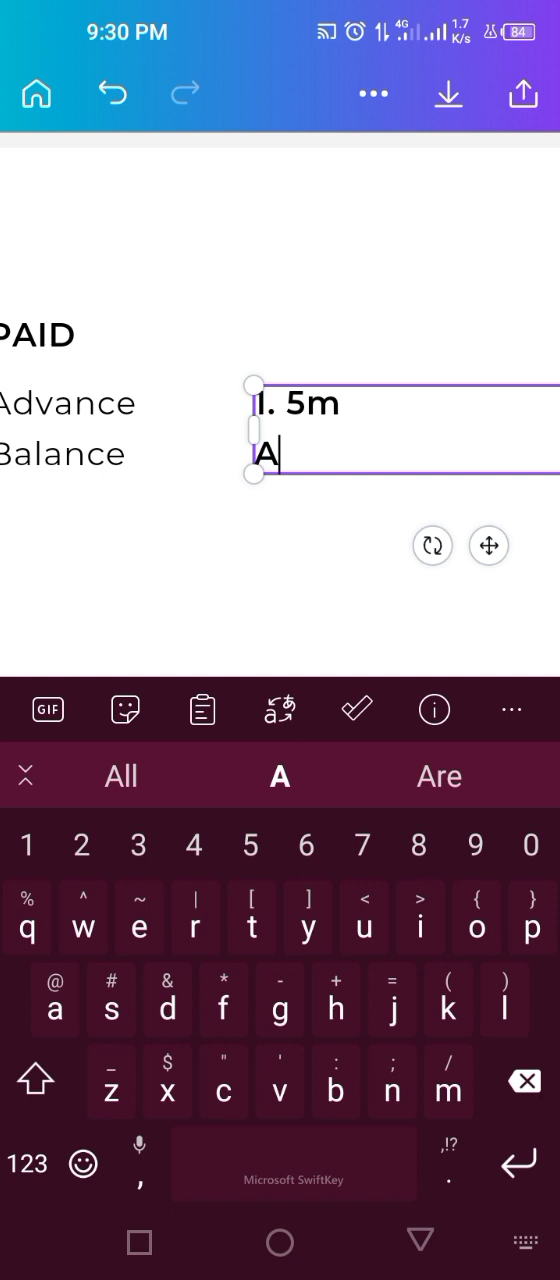 9:30 PM 4G 1.7 K/s 84
PAID
Advance I. 5m
Balance A
GIF
All A Are
1 2 3 4 5 6 7 8 9 0
% ^ ~ | [ ] < > { }
q w e r t y u i o p
@ # & * - + = ( )
a s d f g h j k l
_ $ " ' : ; /
z x c v b n m
,!?
123 , Microsoft SwiftKey .